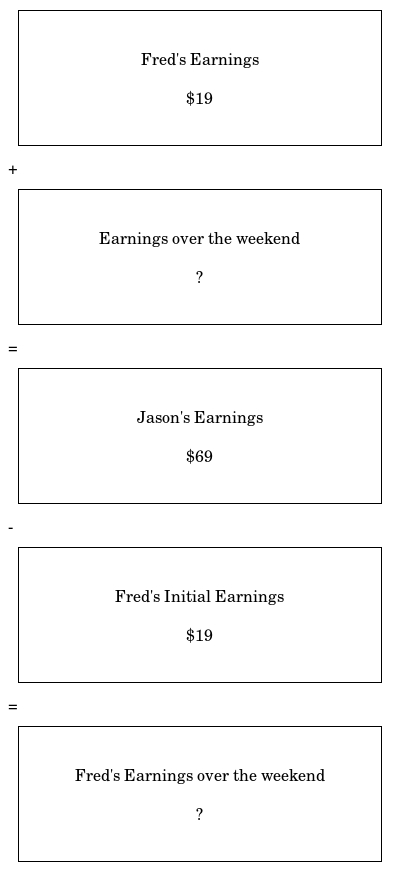 Fred's Earnings
$19
+
Earnings over the weekend
?
=
Jason's Earnings
$69
-
Fred's Initial Earnings
$19
=
Fred's Earnings over the weekend
?